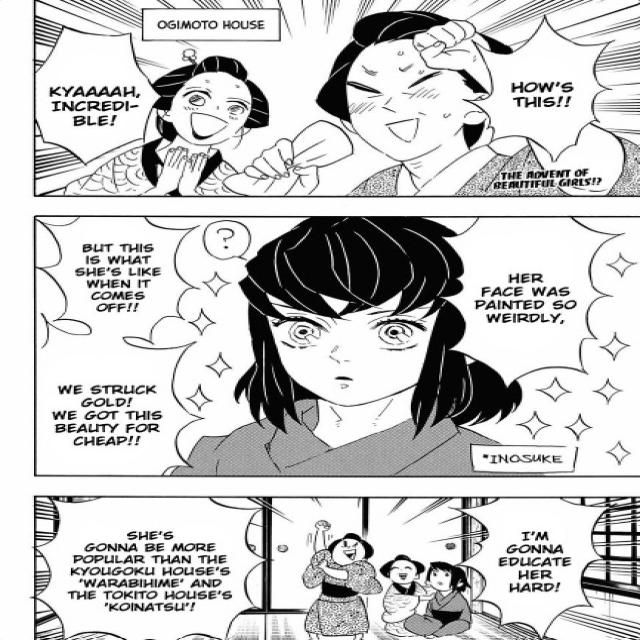 OGIMOTO HOUSE
HOW'S
THIS!!
THE ADVENT OF
BEAUTIFUL GIRLS!?
KYAAAAH,
INCREDI-
BLE!
HER
FACE WAS
PAINTED SO
WEIRDLY,
?
BUT THIS
IS WHAT
SHE'S LIKE
WHEN IT
COMES
OFF!!
WE STRUCK
GOLD!
WE GOT THIS
BEAUTY FOR
CHEAP!!
*INOSUKE
I'M
GONNA
EDUCATE
HER
HARD!
SHE'S
GONNA BE MORE
POPULAR THAN THE
KYOUGOKU HOUSE'S
'WARABIHIME' AND
THE TOKITO HOUSE'S
'KOINATSU'!